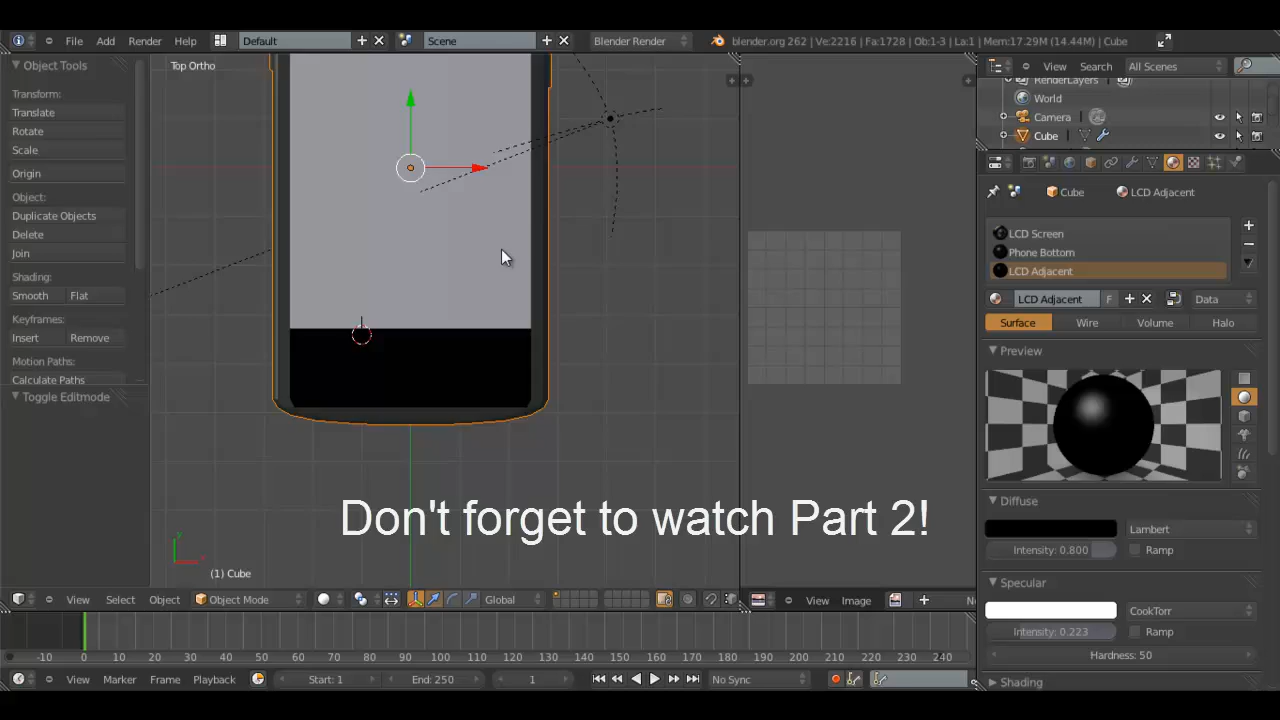 File Add Render Help Default Scene Blender Render blender.org 262 | Ve:2216 | Fa:1728 | Ob:1-3 | La:1 | Mem:17.29M (14.44M) | Cube
View Search All Scenes
Object Tools
Top Ortho
RenderLayers
World
Camera
Cube
Transform:
Translate
Rotate
Scale
Origin
Object:
Duplicate Objects
Delete
Join
Shading:
Smooth Flat
Keyframes:
Insert Remove
Motion Paths:
Calculate Paths
Toggle Editmode
Cube LCD Adjacent
LCD Screen
Phone Bottom
LCD Adjacent
LCD Adjacent F Data
Surface Wire Volume Halo
Preview
Diffuse
Lambert
Intensity: 0.800 Ramp
Specular
CookTorr
Intensity: 0.223 Ramp
Hardness: 50
Shading
Don't forget to watch Part 2!
y
x
(1) Cube
View Select Object Object Mode Global
View Image
-10 0 10 20 30 40 50 60 70 80 90 100 110 120 130 140 150 160 170 180 190 200 210 220 230 240
View Marker Frame Playback Start: 1 End: 250 1 No Sync